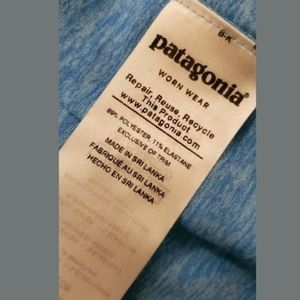 B-K
patagonia®
WORN WEAR
Repair, Reuse, Recycle
This Product
www.patagonia.com
89% POLYESTER 11% ELASTANE
EXCLUSIVE OF TRIM
MADE IN SRI LANKA
FABRIQUÉ AU SRI LANKA
HECHO EN SRI LANKA